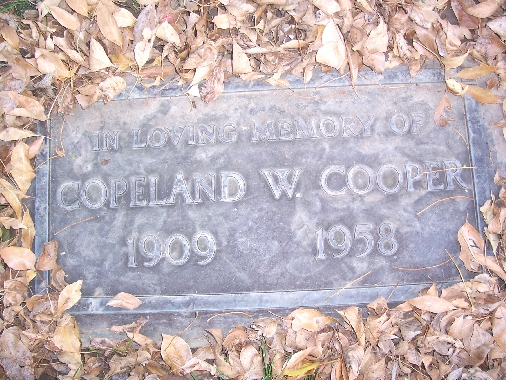 IN LOVING MEMORY OF
COPELAND W. COOPER
1909 1958